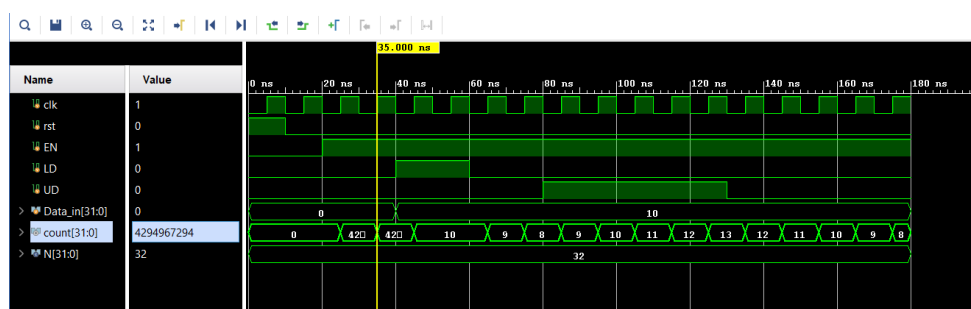 35.000 ns
Name Value
0 ns 20 ns 40 ns 60 ns 80 ns 100 ns 120 ns 140 ns 160 ns 180 ns
clk 1
rst 0
EN 1
LD 0
UD 0
Data_in[31:0] 0 0 10
count[31:0] 4294967294 0 42 42 10 9 8 9 10 11 12 13 12 11 10 9 8
N[31:0] 32 32